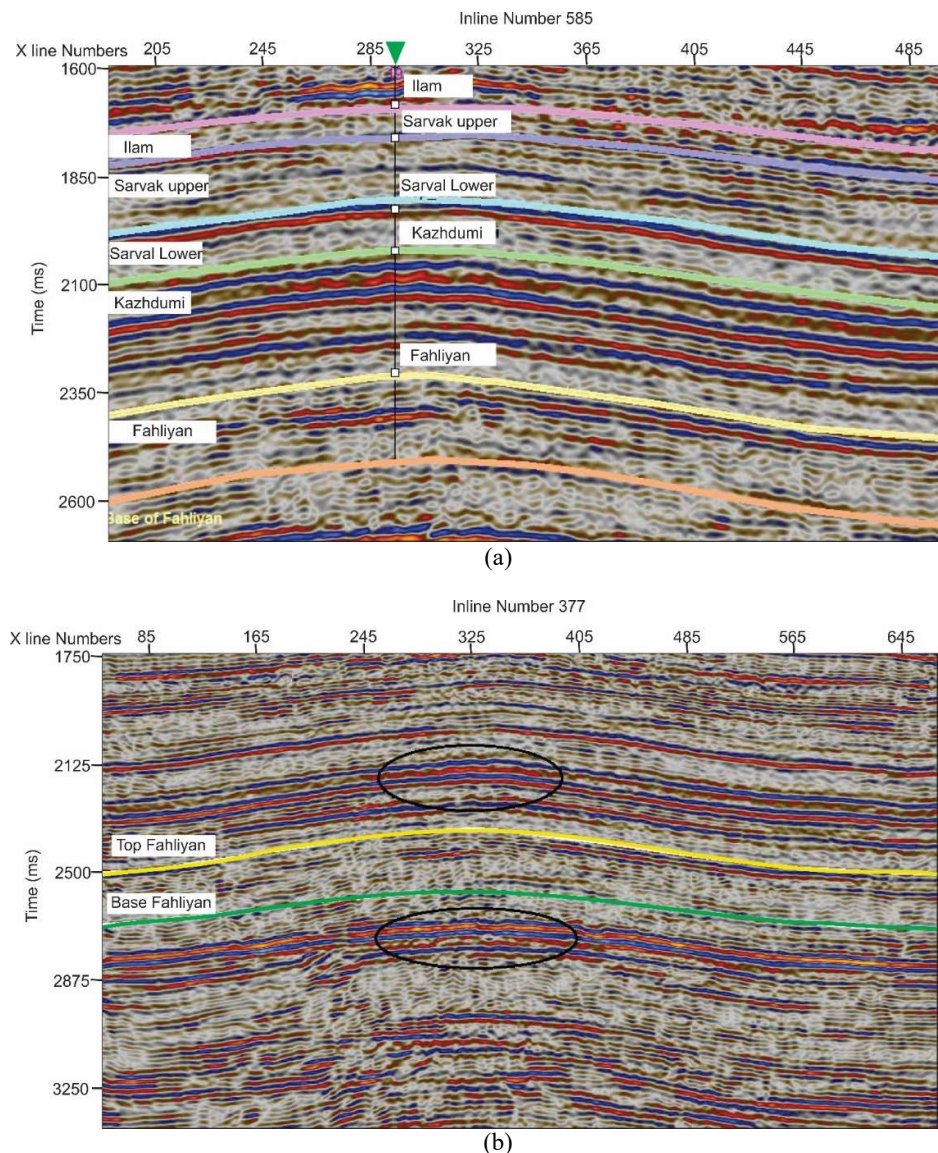 Inline Number 585
X line Numbers 205 245 285 325 365 405 445 485
1600
Ilam
Sarvak upper
Ilam
1850
Sarvak upper
Sarval Lower
Kazhdumi
Sarval Lower
2100
Kazhdumi
Time (ms)
Fahliyan
2350
Fahliyan
2600
Base of Fahliyan
(a)
Inline Number 377
X line Numbers 85 165 245 325 405 485 565 645
1750
2125
Top Fahliyan
2500
Time (ms)
Base Fahliyan
2875
3250
(b)